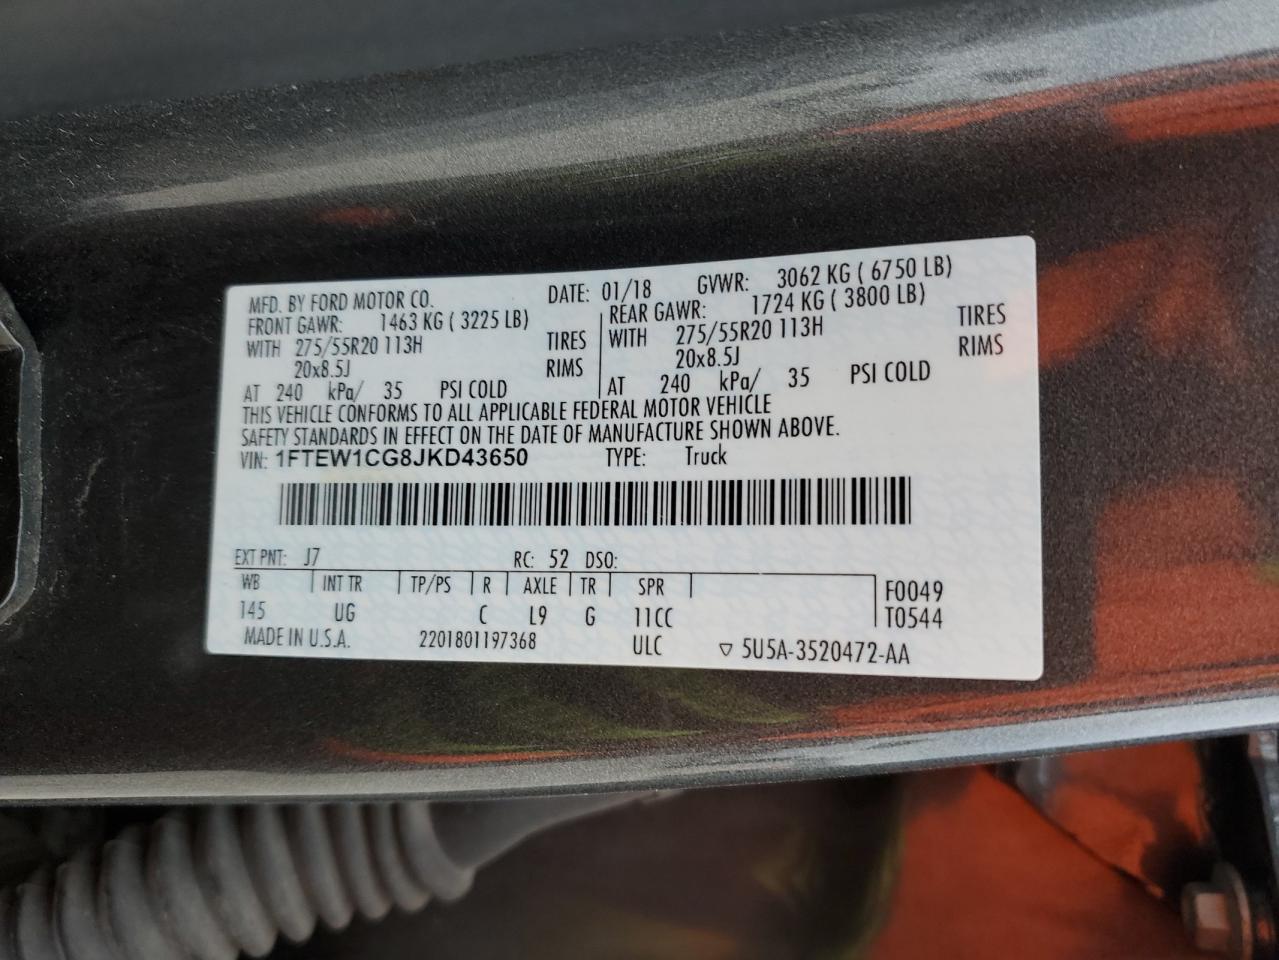 MFD. BY FORD MOTOR CO. DATE: 01/18 GVWR: 3062 KG ( 6750 LB)
FRONT GAWR: 1463 KG ( 3225 LB) REAR GAWR: 1724 KG ( 3800 LB)
WITH 275/55R20 113H TIRES WITH 275/55R20 113H TIRES
20x8.5J RIMS 20x8.5J RIMS
AT 240 kPa/ 35 PSI COLD AT 240 kPa/ 35 PSI COLD
THIS VEHICLE CONFORMS TO ALL APPLICABLE FEDERAL MOTOR VEHICLE
SAFETY STANDARDS IN EFFECT ON THE DATE OF MANUFACTURE SHOWN ABOVE.
VIN: 1FTEW1CG8JKD43650 TYPE: Truck
EXT PNT: J7 RC: 52 DSO:
WB INT TR TP/PS R AXLE TR SPR F0049
145 UG C L9 G 11CC T0544
MADE IN U.S.A. 2201801197368 ULC ▽ 5U5A-3520472-AA